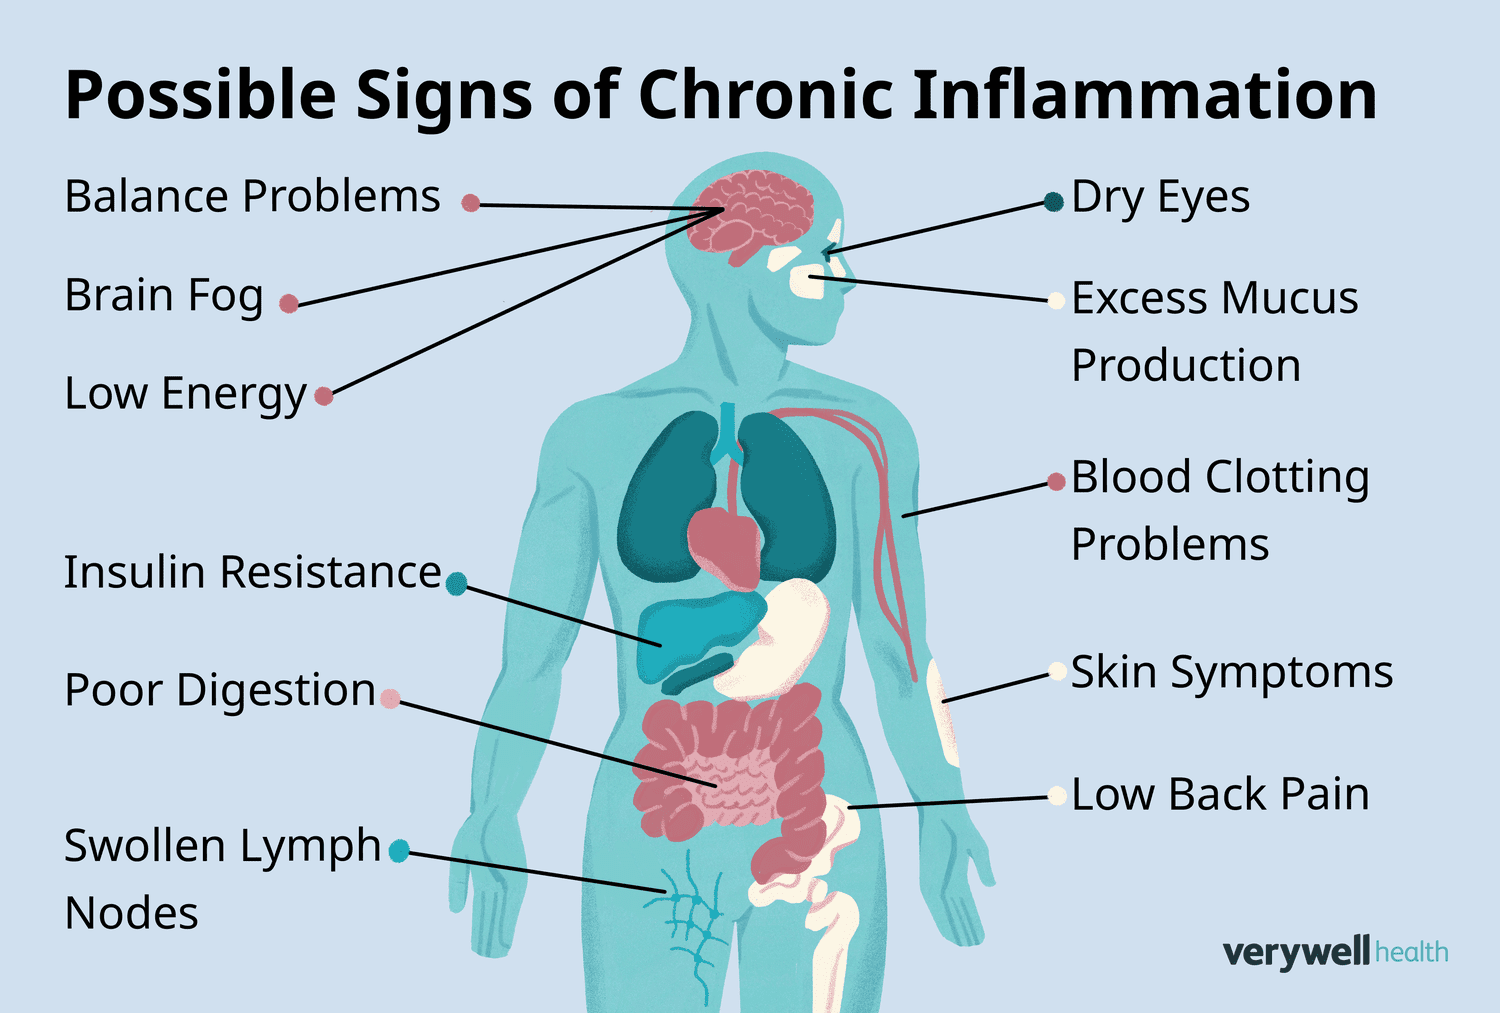 Possible Signs of Chronic Inflammation
Balance Problems
Brain Fog
Low Energy
Insulin Resistance
Poor Digestion
Swollen Lymph
Nodes
Dry Eyes
Excess Mucus
Production
Blood Clotting
Problems
Skin Symptoms
Low Back Pain
verywell health